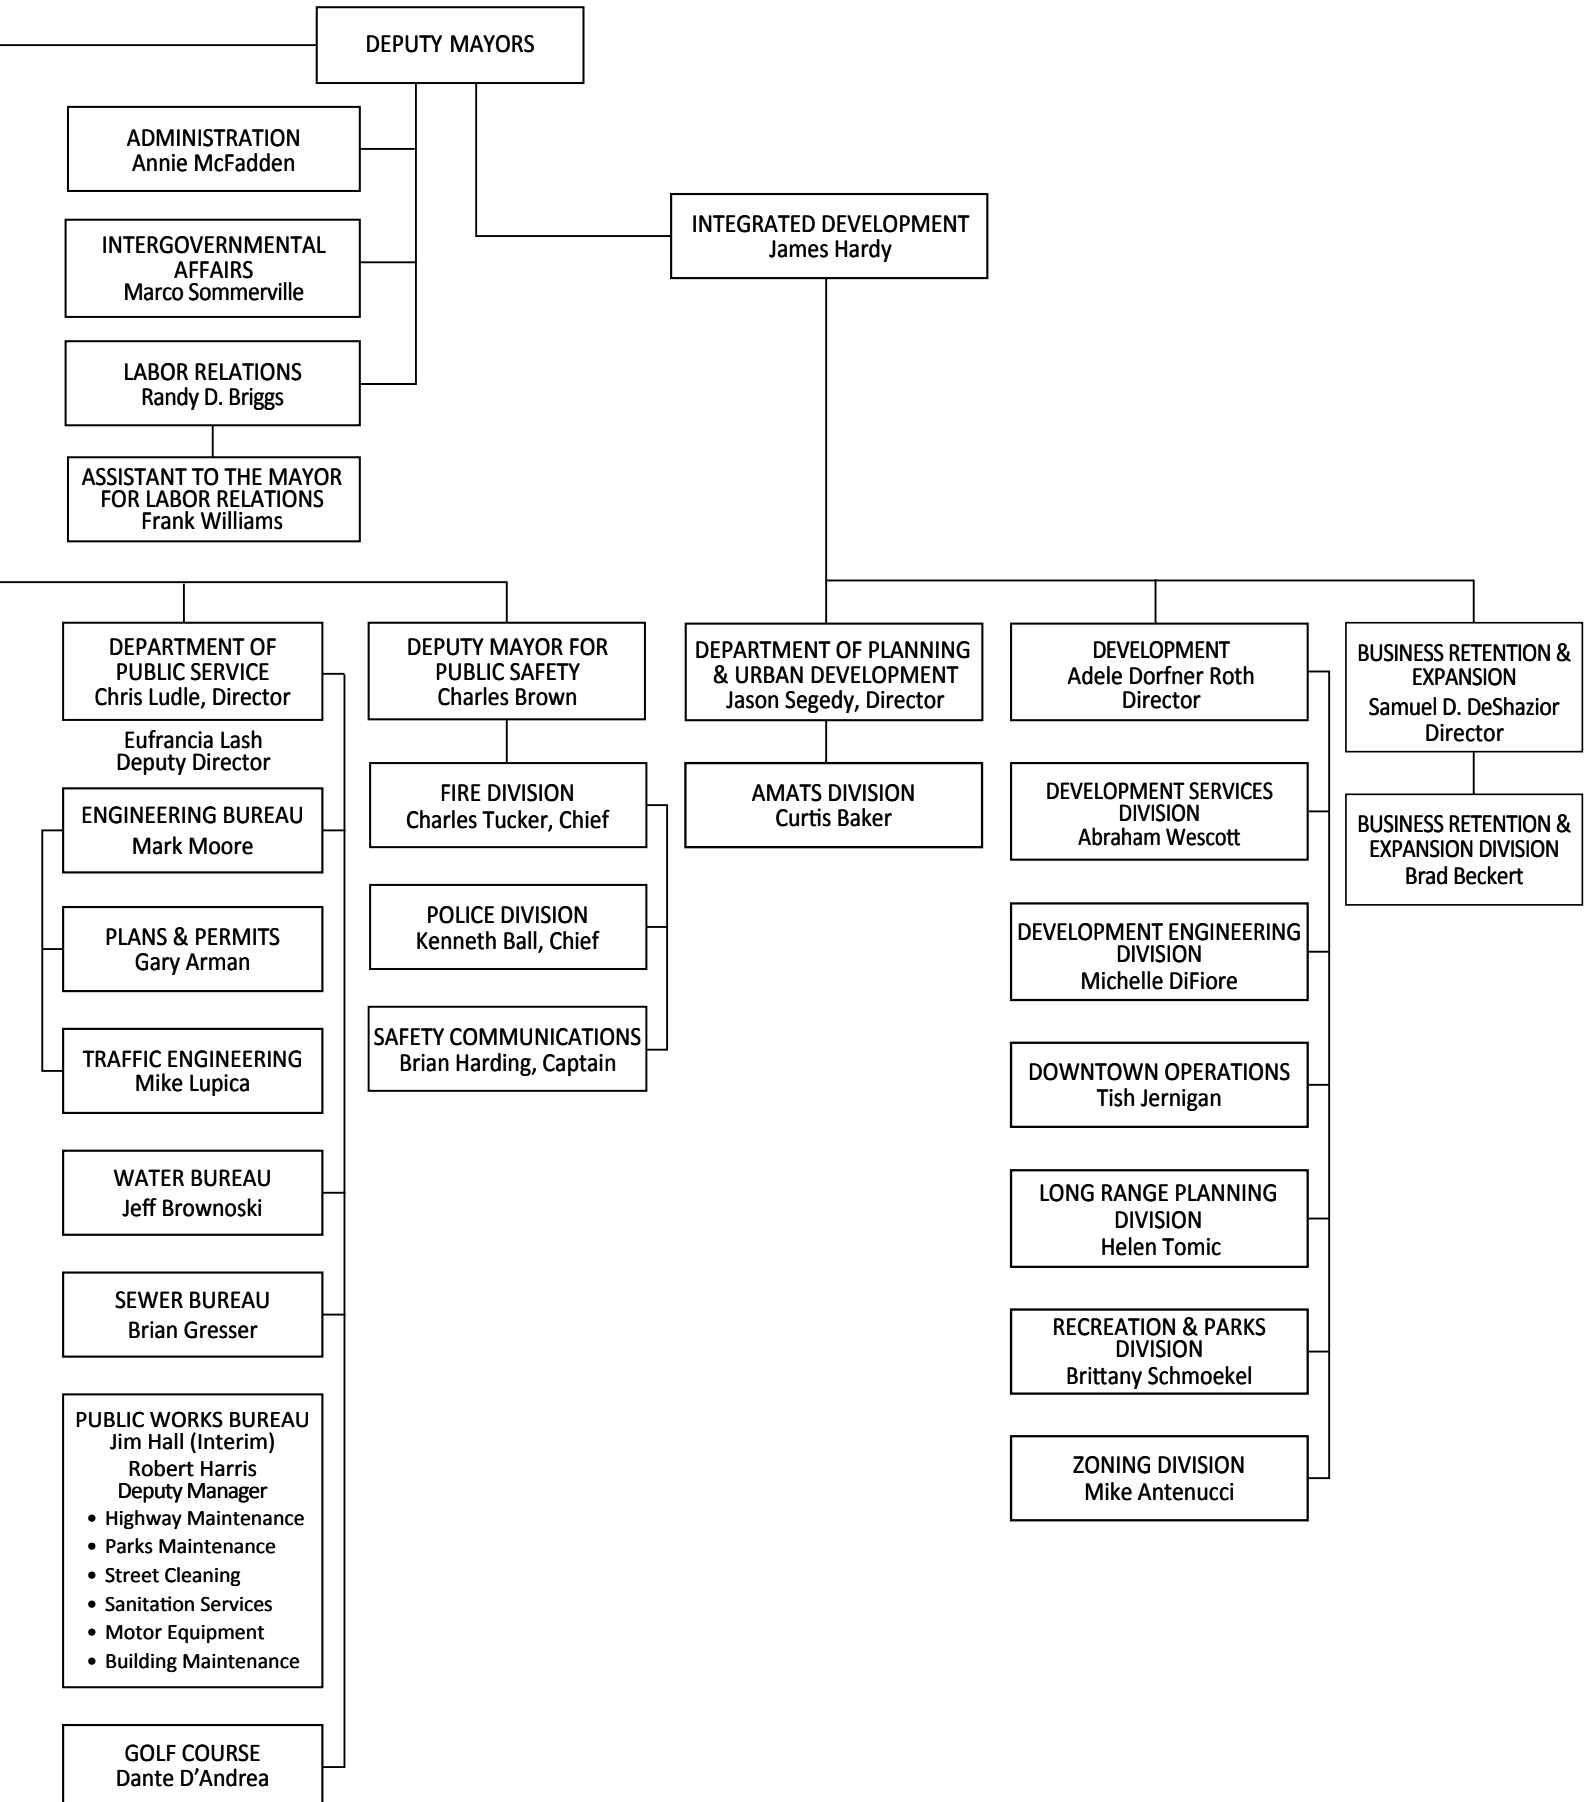 DEPUTY MAYORS
ADMINISTRATION
Annie McFadden
INTERGOVERNMENTAL
AFFAIRS
Marco Sommerville
LABOR RELATIONS
Randy D. Briggs
ASSISTANT TO THE MAYOR
FOR LABOR RELATIONS
Frank Williams
INTEGRATED DEVELOPMENT
James Hardy
DEPARTMENT OF
PUBLIC SERVICE
Chris Ludle, Director
Eufrancia Lash
Deputy Director
ENGINEERING BUREAU
Mark Moore
PLANS & PERMITS
Gary Arman
TRAFFIC ENGINEERING
Mike Lupica
WATER BUREAU
Jeff Brownoski
SEWER BUREAU
Brian Gresser
PUBLIC WORKS BUREAU
Jim Hall (Interim)
Robert Harris
Deputy Manager
• Highway Maintenance
• Parks Maintenance
• Street Cleaning
• Sanitation Services
• Motor Equipment
• Building Maintenance
GOLF COURSE
Dante D’Andrea
DEPUTY MAYOR FOR
PUBLIC SAFETY
Charles Brown
FIRE DIVISION
Charles Tucker, Chief
POLICE DIVISION
Kenneth Ball, Chief
SAFETY COMMUNICATIONS
Brian Harding, Captain
DEPARTMENT OF PLANNING
& URBAN DEVELOPMENT
Jason Segedy, Director
AMATS DIVISION
Curtis Baker
DEVELOPMENT
Adele Dorfner Roth
Director
DEVELOPMENT SERVICES
DIVISION
Abraham Wescott
DEVELOPMENT ENGINEERING
DIVISION
Michelle DiFiore
DOWNTOWN OPERATIONS
Tish Jernigan
LONG RANGE PLANNING
DIVISION
Helen Tomic
RECREATION & PARKS
DIVISION
Brittany Schmoekel
ZONING DIVISION
Mike Antenucci
BUSINESS RETENTION &
EXPANSION
Samuel D. DeShazior
Director
BUSINESS RETENTION &
EXPANSION DIVISION
Brad Beckert